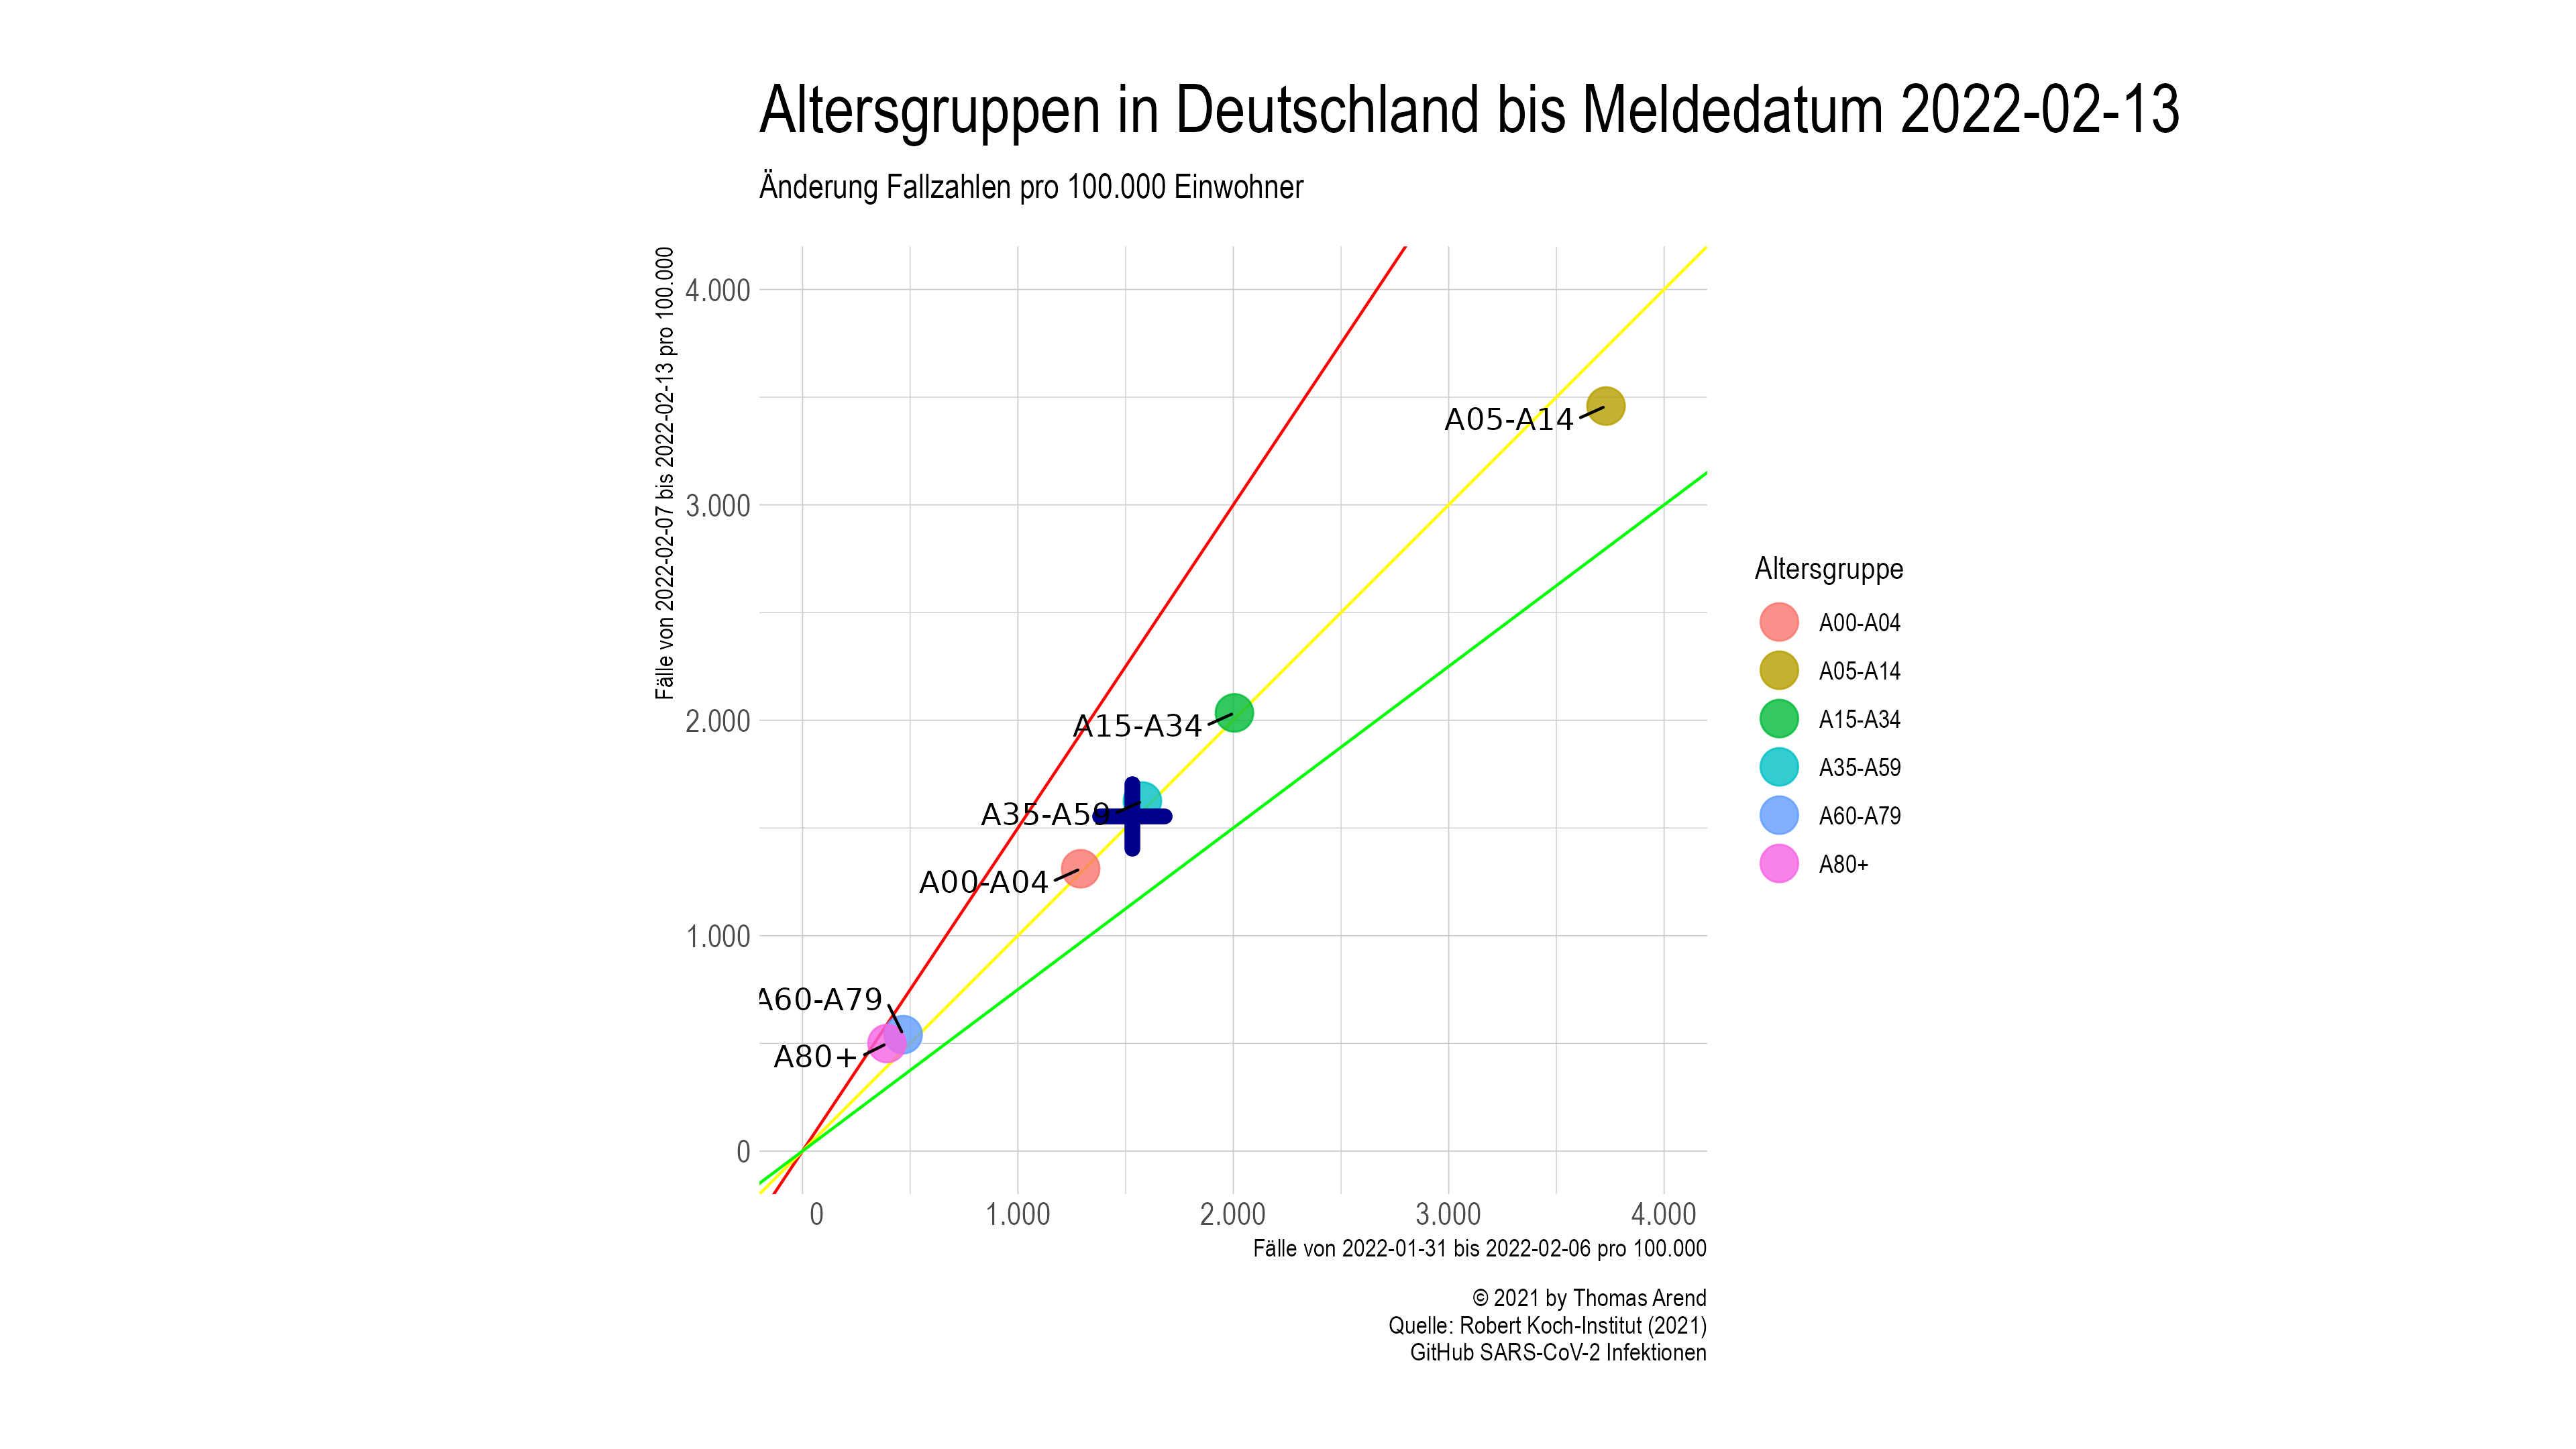 Altersgruppen in Deutschland bis Meldedatum 2022-02-13
Änderung Fallzahlen pro 100.000 Einwohner
Fälle von 2022-02-07 bis 2022-02-13 pro 100.000
4.000
3.000
2.000
1.000
0
A05-A14
A15-A34
A35-A59
A00-A04
A60-A79
A80+
0
1.000
2.000
3.000
4.000
Fälle von 2022-01-31 bis 2022-02-06 pro 100.000
Altersgruppe
A00-A04
A05-A14
A15-A34
A35-A59
A60-A79
A80+
© 2021 by Thomas Arend
Quelle: Robert Koch-Institut (2021)
GitHub SARS-CoV-2 Infektionen